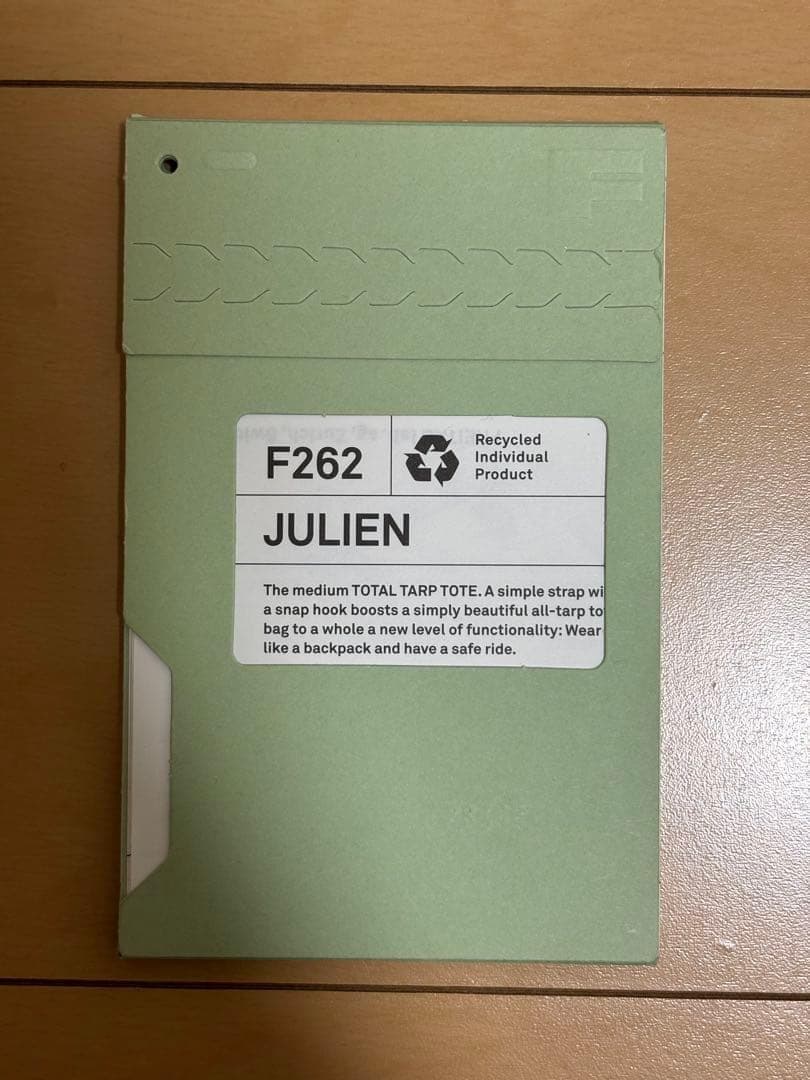 F262
Recycled
Individual
Product
JULIEN
The medium TOTAL TARP TOTE. A simple strap wi
a snap hook boosts a simply beautiful all-tarp to
bag to a whole a new level of functionality: Wear
like a backpack and have a safe ride.